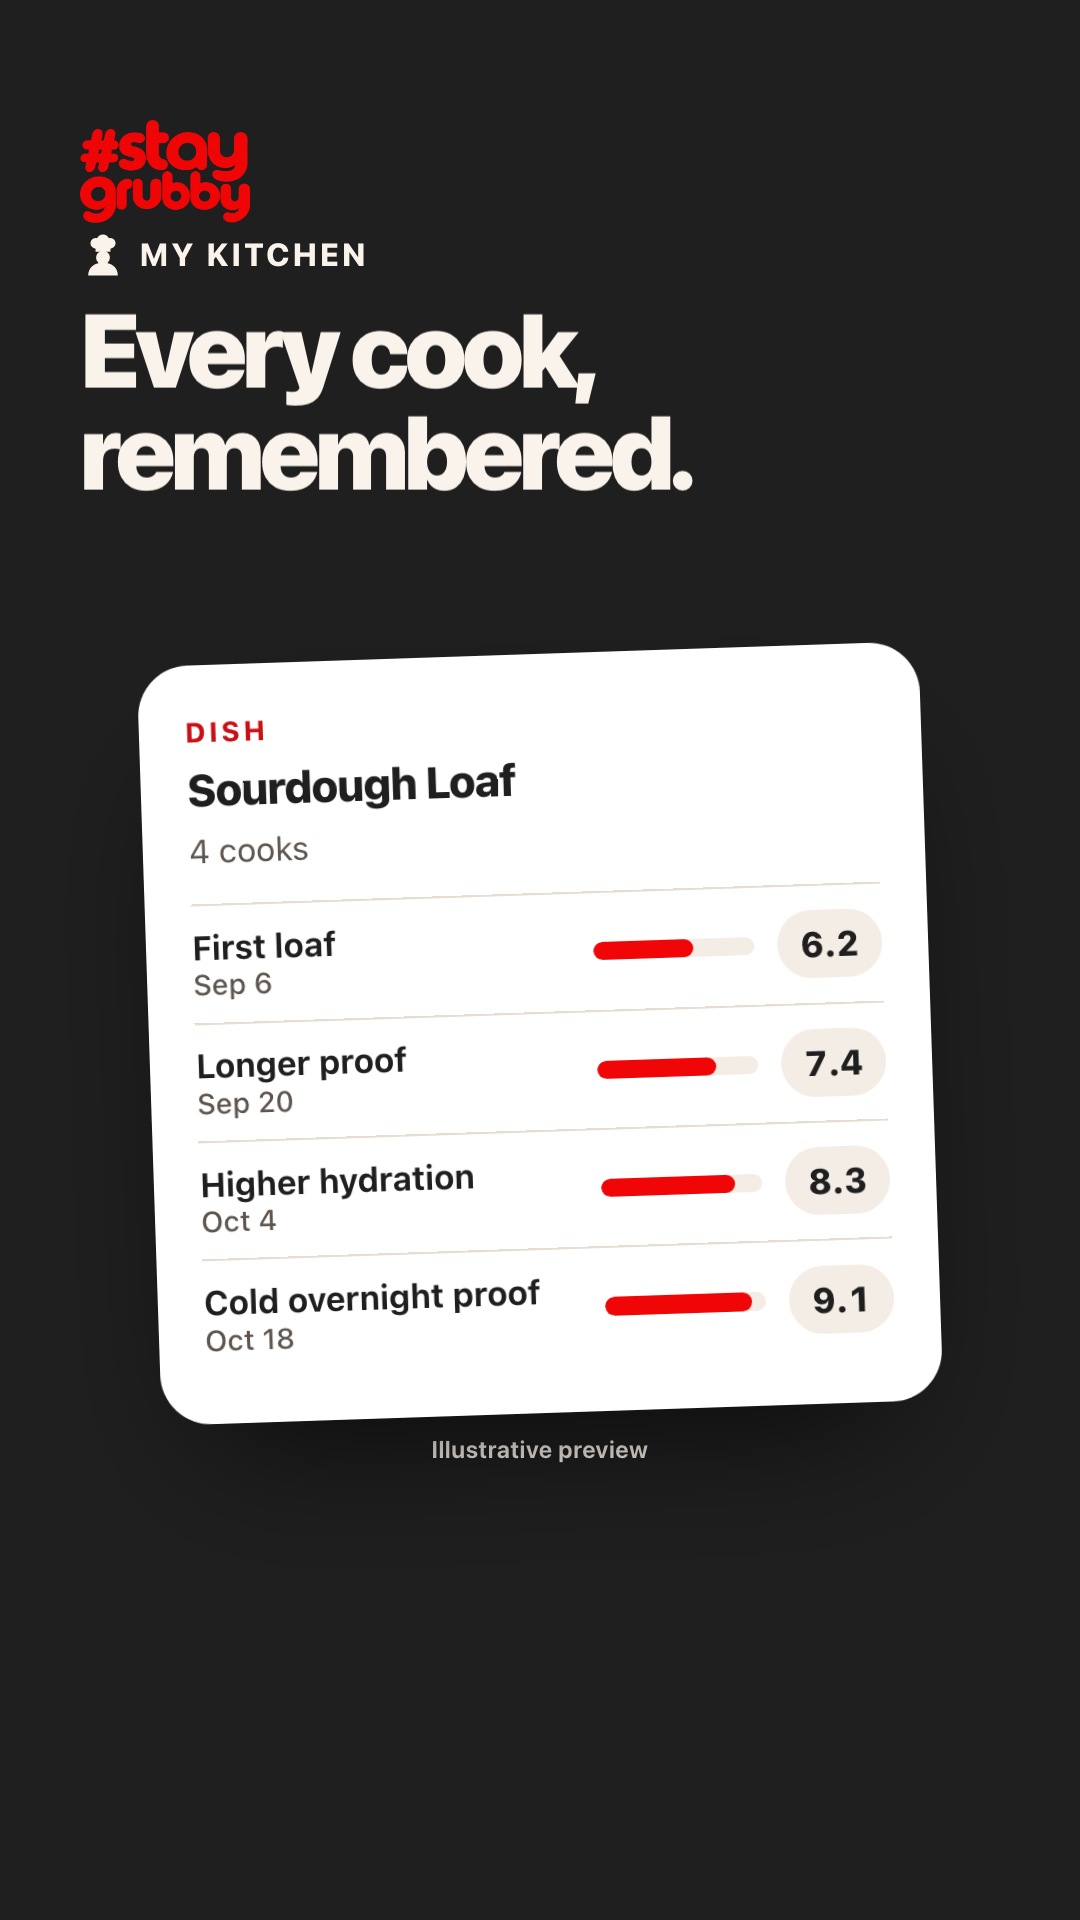 #stay
grubby
MY KITCHEN
Every cook,
remembered.
DISH
Sourdough Loaf
4 cooks
First loaf
Sep 6
6.2
Longer proof
Sep 20
7.4
Higher hydration
Oct 4
8.3
Cold overnight proof
Oct 18
9.1
Illustrative preview